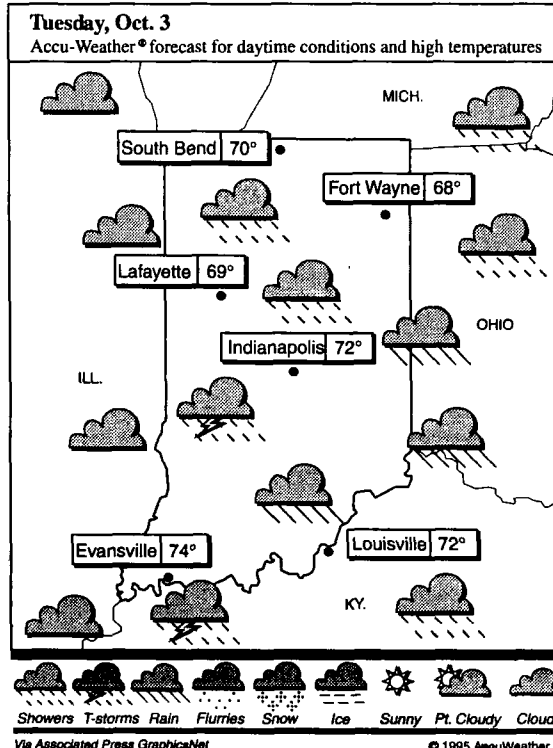 Tuesday, Oct. 3
Accu-Weather® forecast for daytime conditions and high temperatures
MICH.
South Bend 70°
Fort Wayne 68°
Lafayette 69°
OHIO
Indianapolis 72°
ILL.
Evansville 74°
Louisville 72°
KY.
Showers T-storms Rain Flurries Snow Ice Sunny Pt. Cloudy Cloud
Via Associated Press GraphicsNet © 1995 AccuWeather